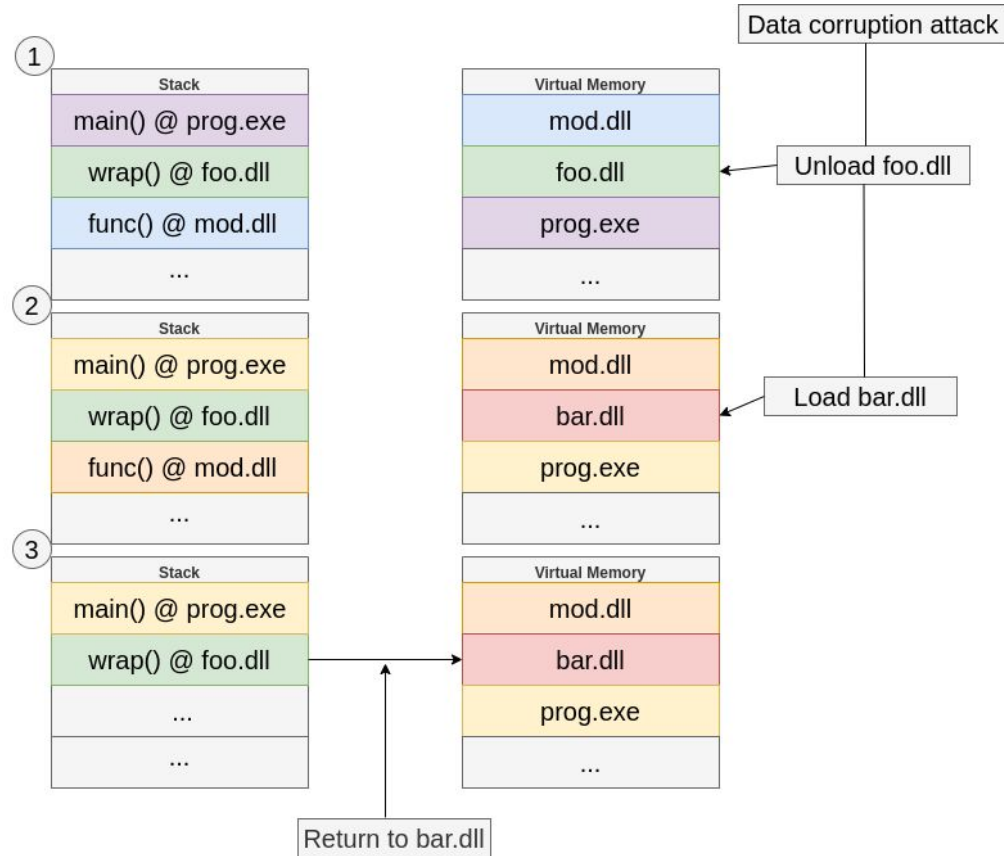 Data corruption attack
1
Stack
main() @ prog.exe
wrap() @ foo.dll
func() @ mod.dll
...
Virtual Memory
mod.dll
foo.dll
prog.exe
...
Unload foo.dll
2
Stack
main() @ prog.exe
wrap() @ foo.dll
func() @ mod.dll
...
Virtual Memory
mod.dll
bar.dll
prog.exe
...
Load bar.dll
3
Stack
main() @ prog.exe
wrap() @ foo.dll
...
...
Virtual Memory
mod.dll
bar.dll
prog.exe
...
Return to bar.dll